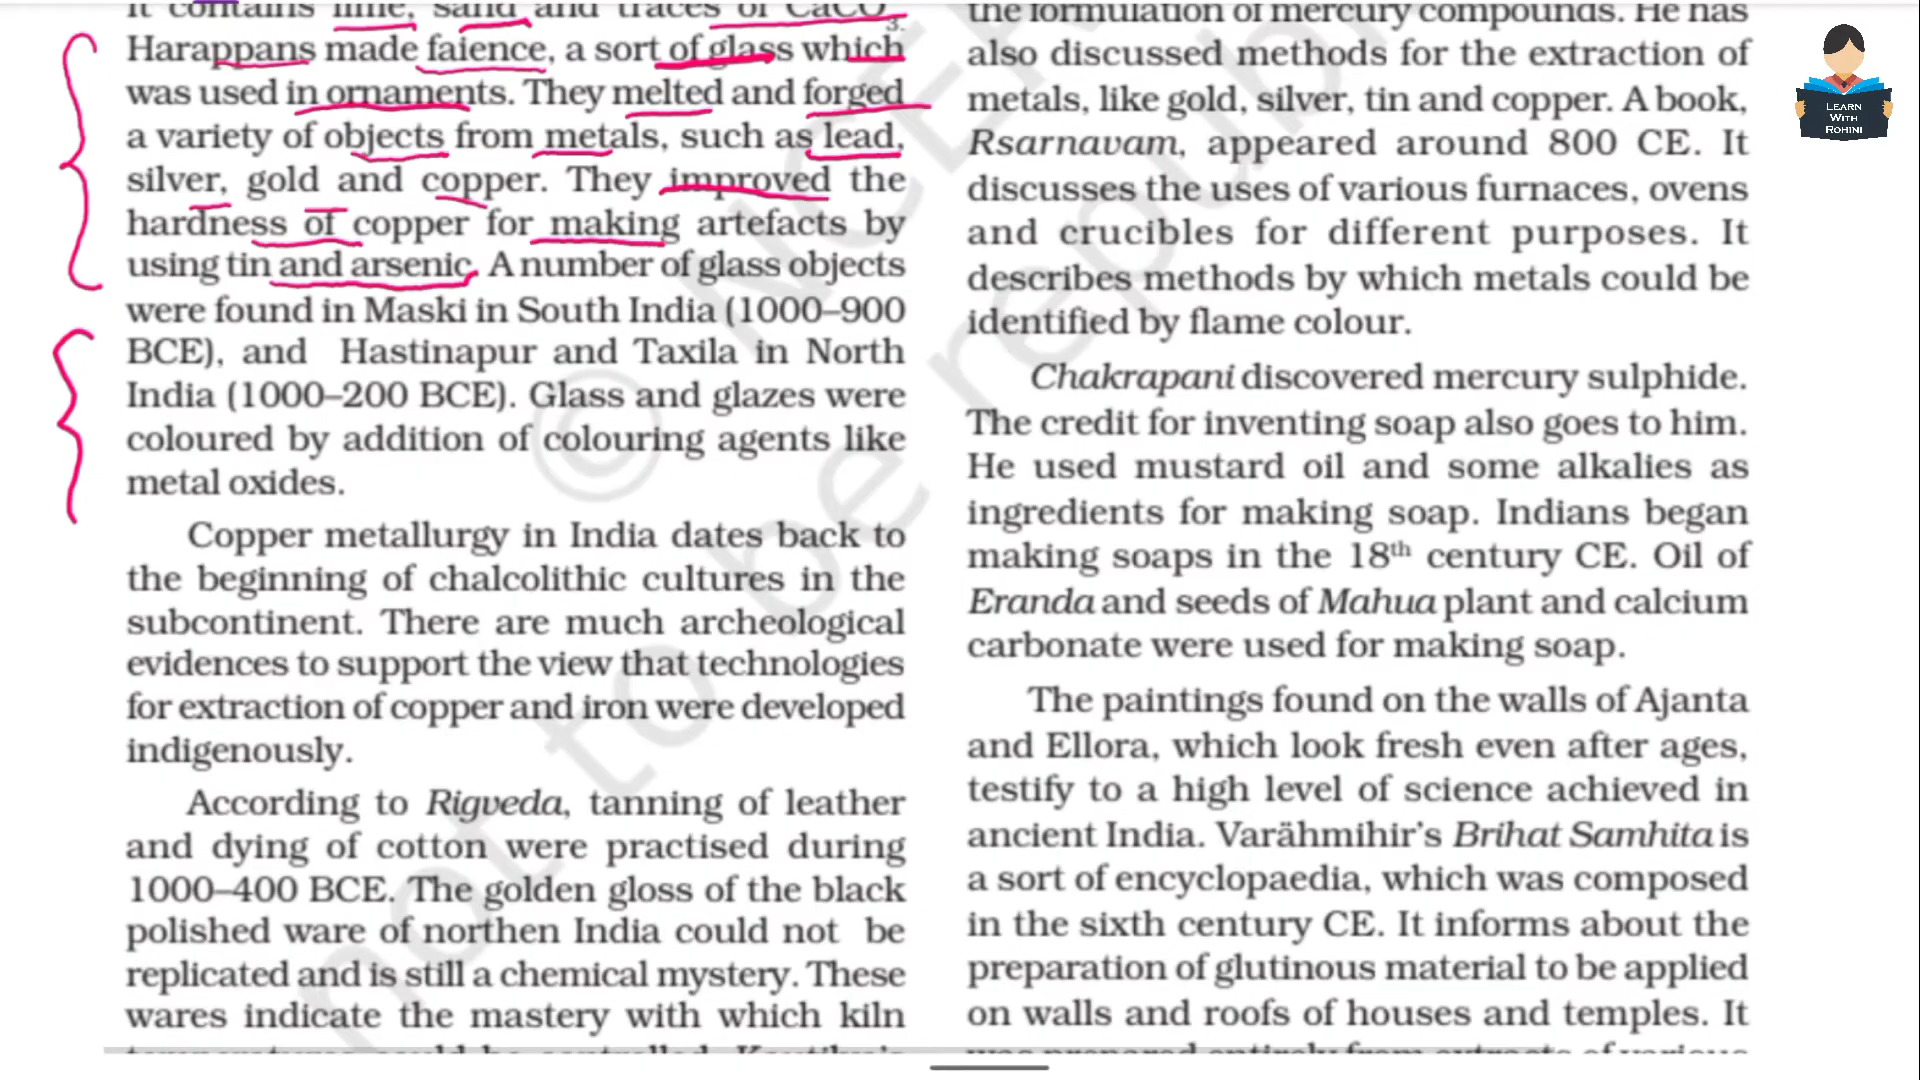 it contains lime, sand and traces of CaCO3.
Harappans made faience, a sort of glass which
was used in ornaments. They melted and forged
a variety of objects from metals, such as lead,
silver, gold and copper. They improved the
hardness of copper for making artefacts by
using tin and arsenic. A number of glass objects
were found in Maski in South India (1000–900
BCE), and Hastinapur and Taxila in North
India (1000–200 BCE). Glass and glazes were
coloured by addition of colouring agents like
metal oxides.
Copper metallurgy in India dates back to
the beginning of chalcolithic cultures in the
subcontinent. There are much archeological
evidences to support the view that technologies
for extraction of copper and iron were developed
indigenously.
According to Rigveda, tanning of leather
and dying of cotton were practised during
1000–400 BCE. The golden gloss of the black
polished ware of northen India could not be
replicated and is still a chemical mystery. These
wares indicate the mastery with which kiln
the formulation of mercury compounds. He has
also discussed methods for the extraction of
metals, like gold, silver, tin and copper. A book,
Rsarnavam, appeared around 800 CE. It
discusses the uses of various furnaces, ovens
and crucibles for different purposes. It
describes methods by which metals could be
identified by flame colour.
Chakrapani discovered mercury sulphide.
The credit for inventing soap also goes to him.
He used mustard oil and some alkalies as
ingredients for making soap. Indians began
making soaps in the 18th century CE. Oil of
Eranda and seeds of Mahua plant and calcium
carbonate were used for making soap.
The paintings found on the walls of Ajanta
and Ellora, which look fresh even after ages,
testify to a high level of science achieved in
ancient India. Varähmihir's Brihat Samhita is
a sort of encyclopaedia, which was composed
in the sixth century CE. It informs about the
preparation of glutinous material to be applied
on walls and roofs of houses and temples. It
LEARN
With
ROHINI
not to be republ